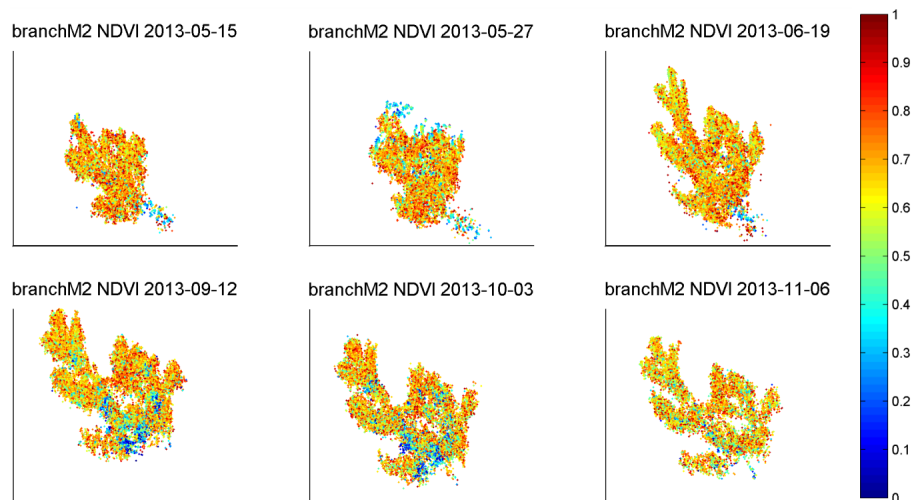 branchM2 NDVI 2013-05-15
branchM2 NDVI 2013-05-27
branchM2 NDVI 2013-06-19
branchM2 NDVI 2013-09-12
branchM2 NDVI 2013-10-03
branchM2 NDVI 2013-11-06
1
0.9
0.8
0.7
0.6
0.5
0.4
0.3
0.2
0.1
0